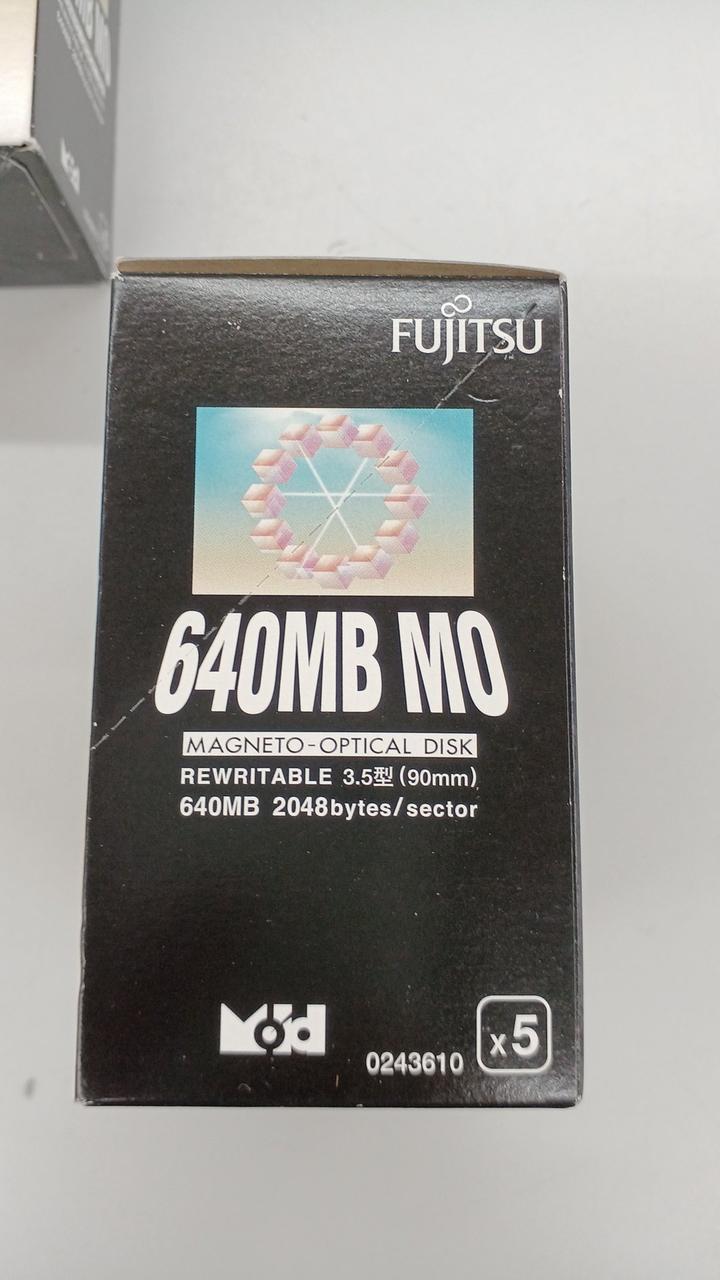 FUJITSU
640MB MO
MAGNETO-OPTICAL DISK
REWRITABLE 3.5型 (90mm)
640MB 2048bytes/sector
0243610
x5